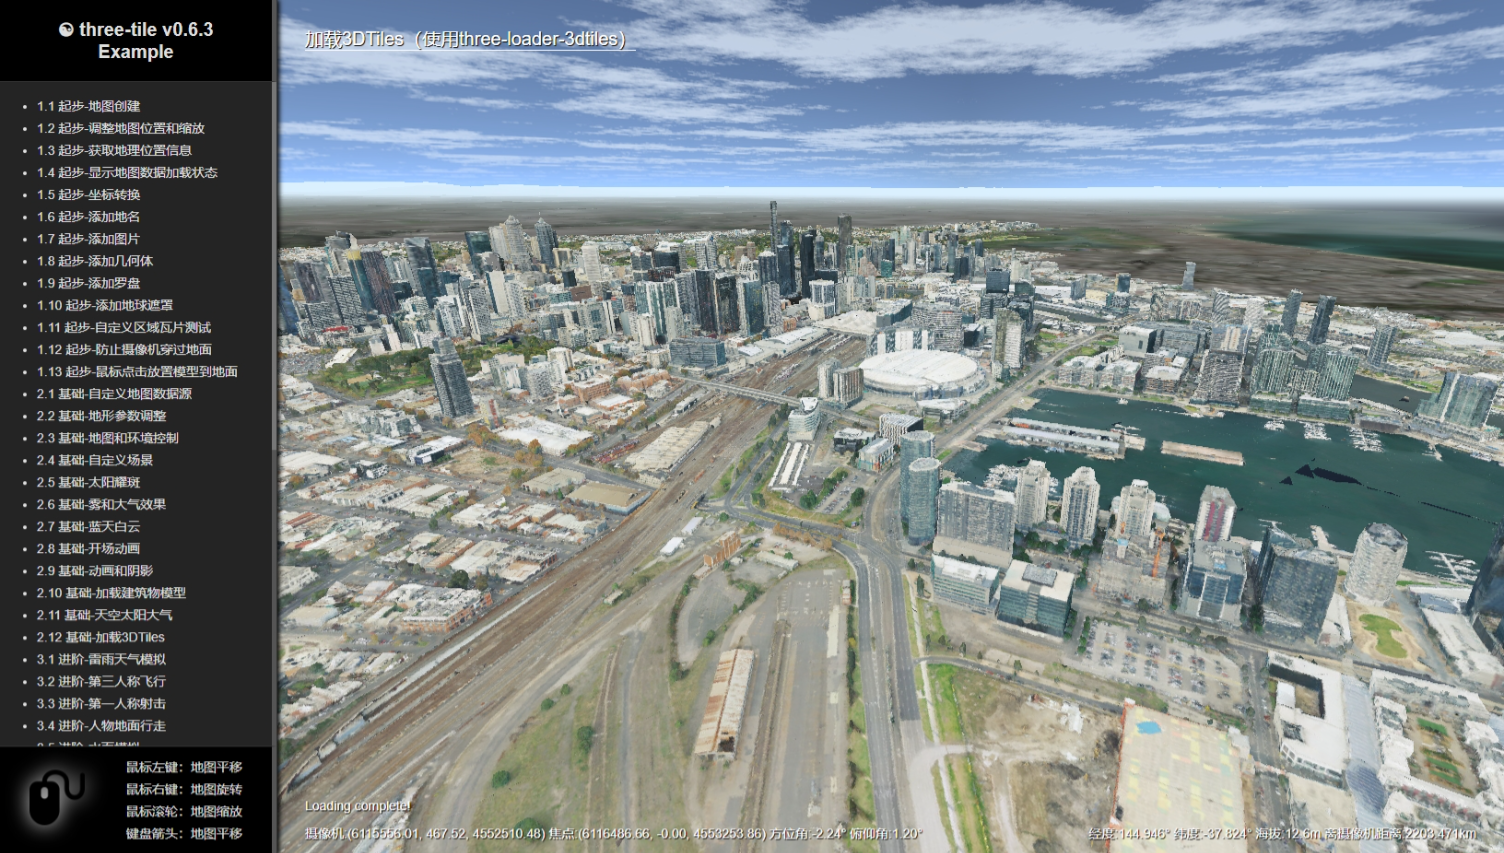 three-tile v0.6.3
Example
1.1 起步-地图创建
1.2 起步-调整地图位置和缩放
1.3 起步-获取地理位置信息
1.4 起步-显示地图数据加载状态
1.5 起步-坐标转换
1.6 起步-添加地名
1.7 起步-添加图片
1.8 起步-添加几何体
1.9 起步-添加罗盘
1.10 起步-添加地球遮罩
1.11 起步-自定义区域瓦片测试
1.12 起步-防止摄像机穿过地面
1.13 起步-鼠标点击放置模型到地面
2.1 基础-自定义地图数据源
2.2 基础-地形参数调整
2.3 基础-地图和环境控制
2.4 基础-自定义场景
2.5 基础-太阳耀斑
2.6 基础-雾和大气效果
2.7 基础-蓝天白云
2.8 基础-开场动画
2.9 基础-动画和阴影
2.10 基础-加载建筑物模型
2.11 基础-天空太阳大气
2.12 基础-加载3DTiles
3.1 进阶-雷雨天气模拟
3.2 进阶-第三人称飞行
3.3 进阶-第一人称射击
3.4 进阶-人物地面行走
鼠标左键：地图平移
鼠标右键：地图旋转
鼠标滚轮：地图缩放
键盘箭头：地图平移
加载3DTiles（使用three-loader-3dtiles）
Loading complete!
摄像机:(6115556.01, 467.52, 4552510.48) 焦点:(6116486.66, -0.00, 4553253.86) 方位角:-2.24° 俯仰角:1.20°
经度:144.946° 纬度:-37.824° 海拔:12.6m 离摄像机距离:2203.471km